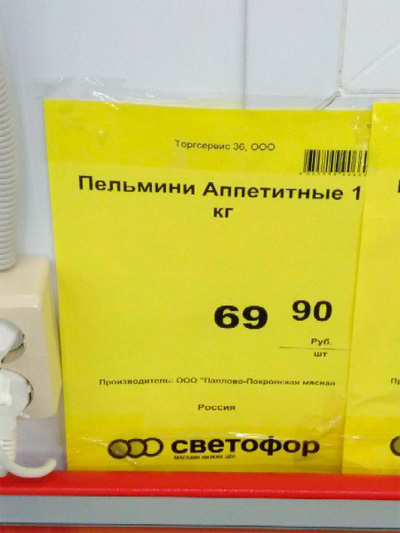 Торгсервис 36, ООО
Пельмини Аппетитные 1
кг
69 90
Руб.
шт
Производитель: ООО "Павлово-Покровская мясная
Россия
светофор
МАГАЗИН НИЗКИХ ЦЕН